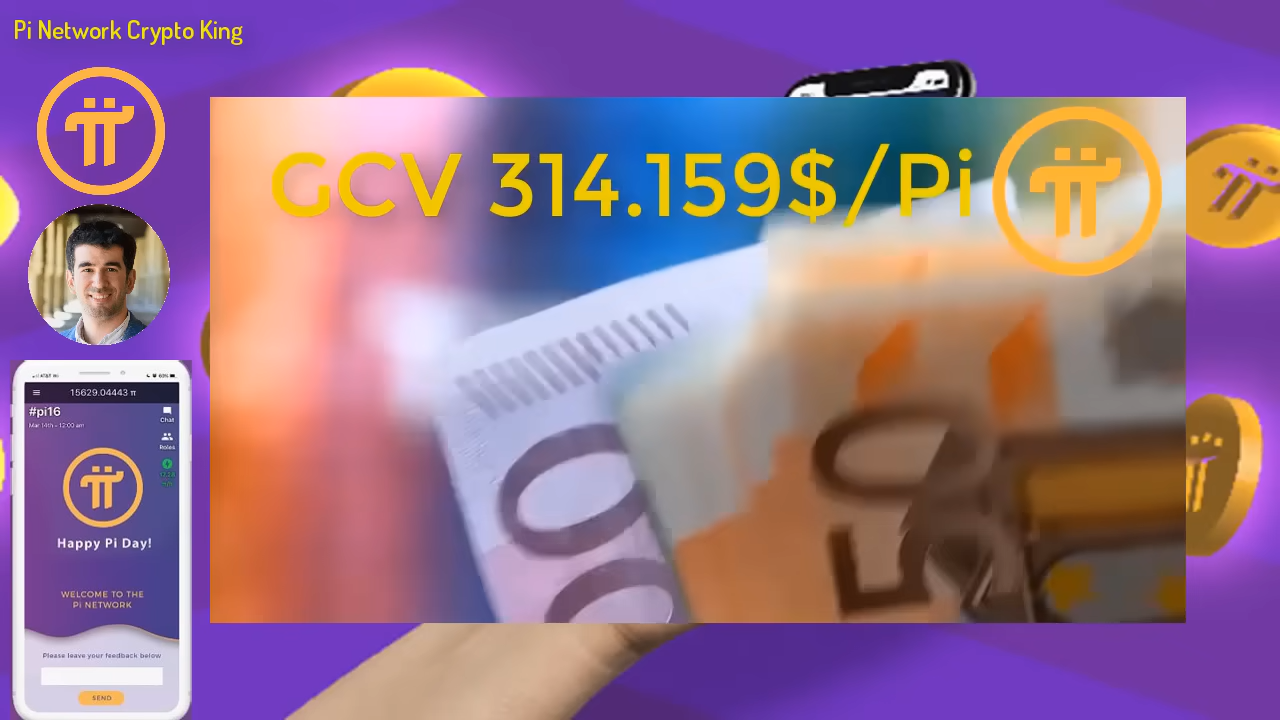 Pi Network Crypto King
GCV 314.159$/Pi
15629.04443 π
#pi16
Mar 14th - 12:00 am
Chat
Roles
Happy Pi Day!
WELCOME TO THE
Pi NETWORK
Please leave your feedback below
SEND
50